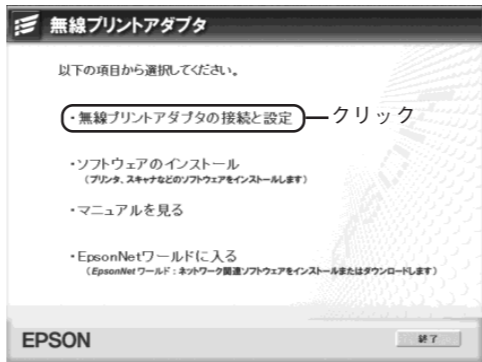 無線プリントアダプタ
以下の項目から選択してください。
・無線プリントアダプタの接続と設定
クリック
・ソフトウェアのインストール
（プリンタ、スキャナなどのソフトウェアをインストールします）
・マニュアルを見る
・EpsonNetワールドに入る
（EpsonNet ワールド：ネットワーク関連ソフトウェアをインストールまたはダウンロードします）
EPSON
終了